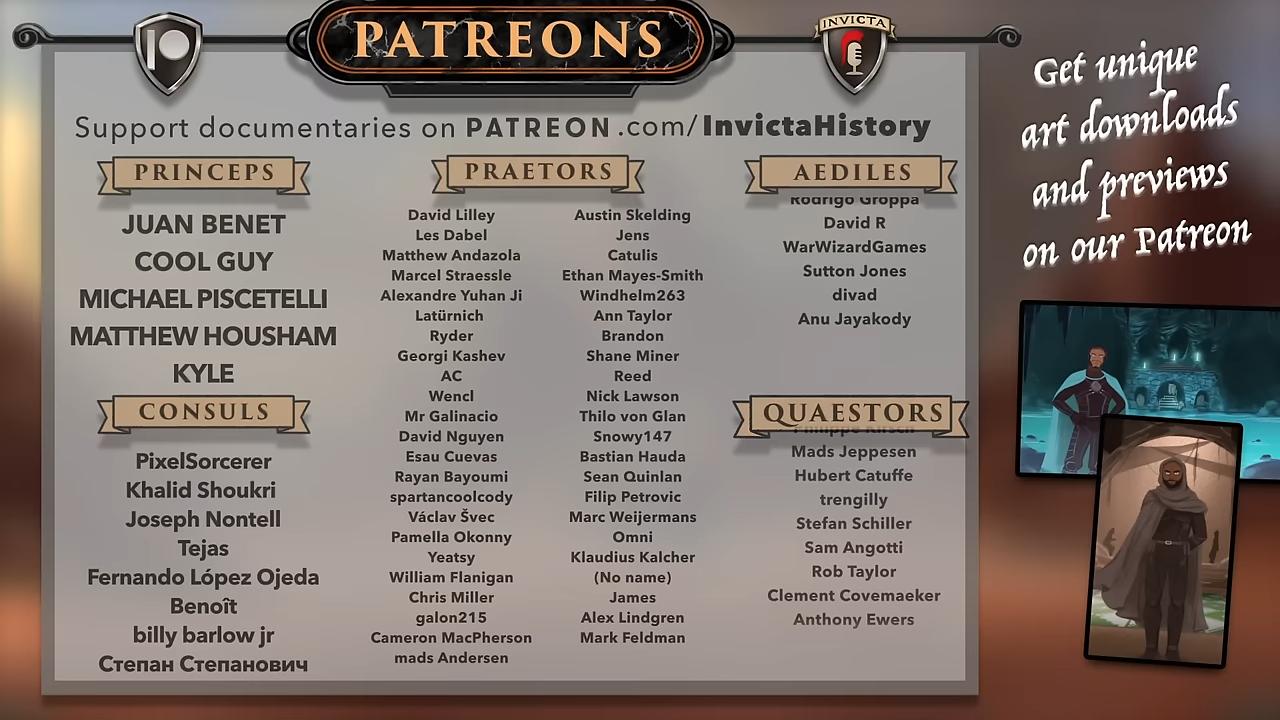 PATREONS
INVICTA
Support documentaries on PATREON.com/InvictaHistory
PRINCEPS
JUAN BENET
COOL GUY
MICHAEL PISCETELLI
MATTHEW HOUSHAM
KYLE
CONSULS
PixelSorcerer
Khalid Shoukri
Joseph Nontell
Tejas
Fernando López Ojeda
Benoît
billy barlow jr
Степан Степанович
PRAETORS
David Lilley
Les Dabel
Matthew Andazola
Marcel Straessle
Alexandre Yuhan Ji
Latürnich
Ryder
Georgi Kashev
AC
Wencl
Mr Galinacio
David Nguyen
Esau Cuevas
Rayan Bayoumi
spartancoolcody
Václav Švec
Pamella Okonny
Yeatsy
William Flanigan
Chris Miller
galon215
Cameron MacPherson
mads Andersen
Austin Skelding
Jens
Catulis
Ethan Mayes-Smith
Windhelm263
Ann Taylor
Brandon
Shane Miner
Reed
Nick Lawson
Thilo von Glan
Snowy147
Bastian Hauda
Sean Quinlan
Filip Petrovic
Marc Weijermans
Omni
Klaudius Kalcher
(No name)
James
Alex Lindgren
Mark Feldman
AEDILES
Rodrigo Groppa
David R
WarWizardGames
Sutton Jones
divad
Anu Jayakody
QUAESTORS
Philippe Kirsch
Mads Jeppesen
Hubert Catuffe
trengilly
Stefan Schiller
Sam Angotti
Rob Taylor
Clement Covemaeker
Anthony Ewers
Get unique
art downloads
and previews
on our Patreon